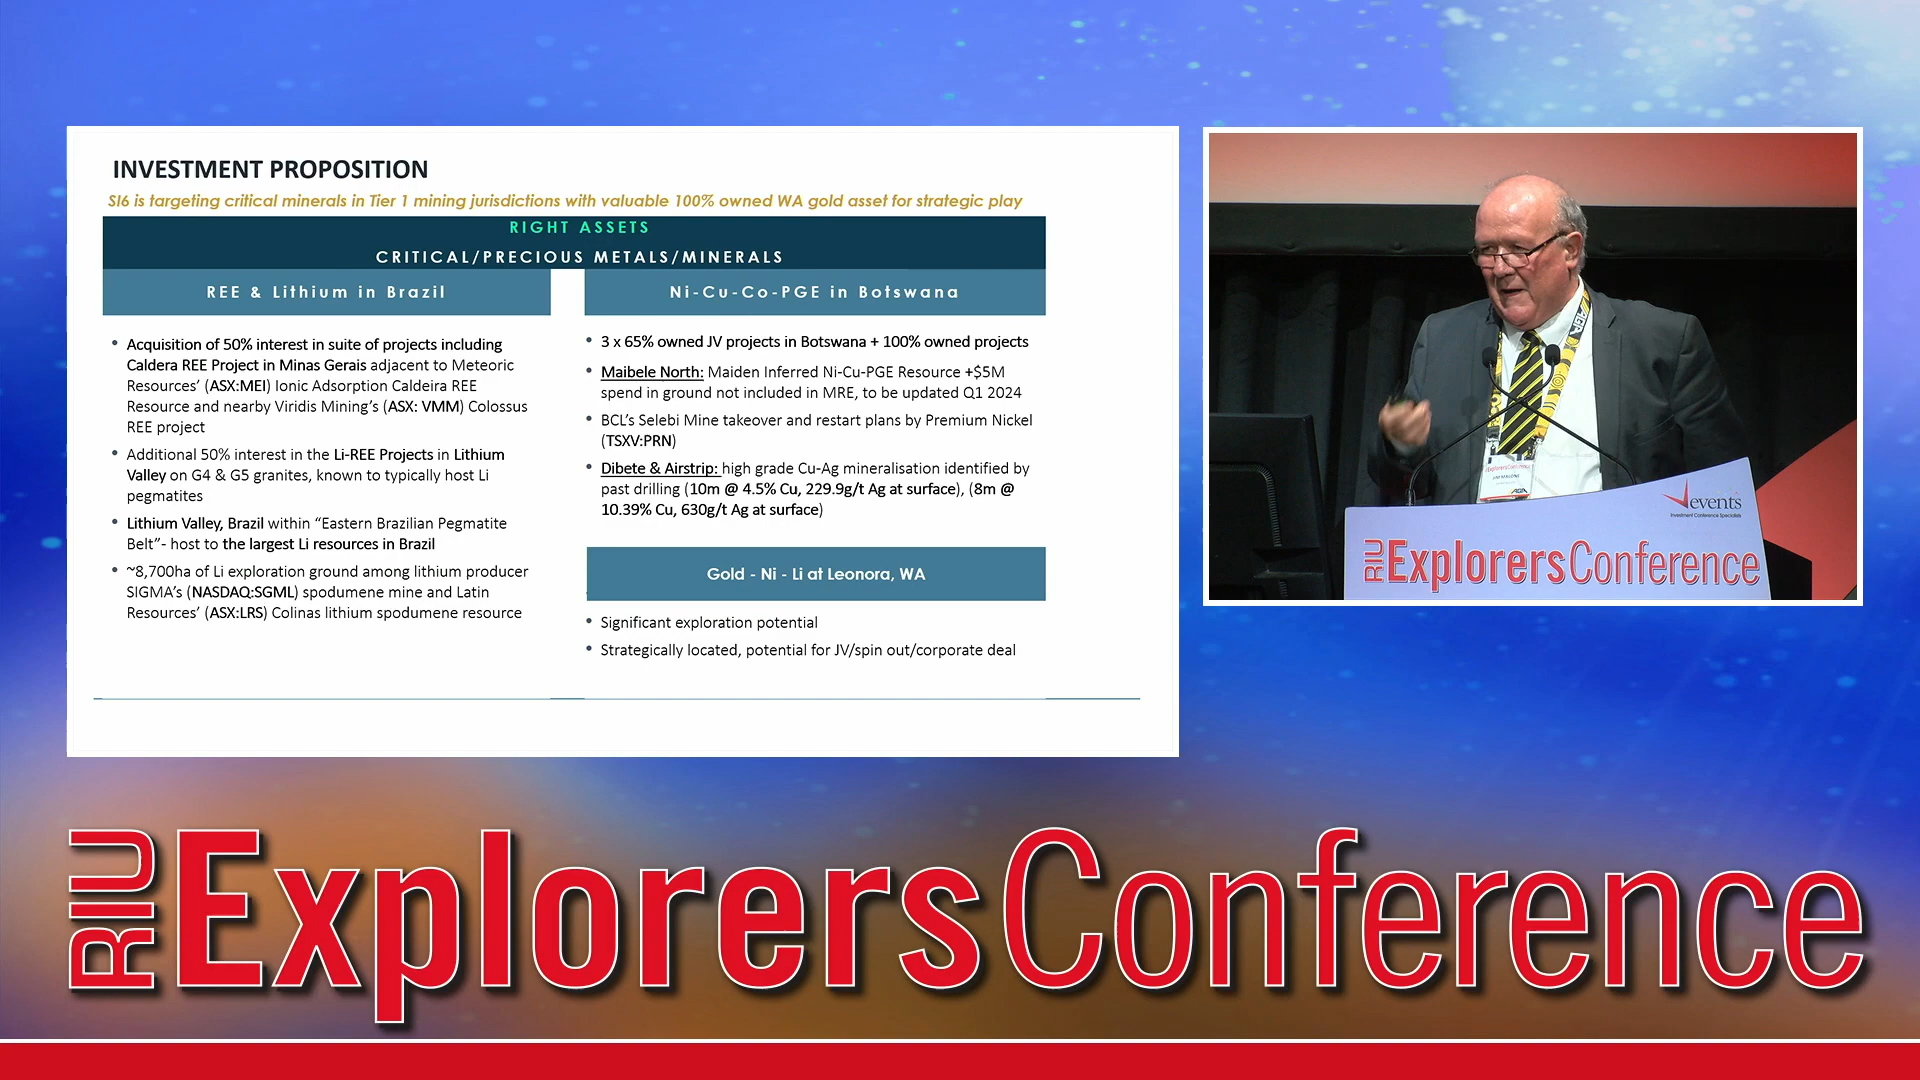 INVESTMENT PROPOSITION
SI6 is targeting critical minerals in Tier 1 mining jurisdictions with valuable 100% owned WA gold asset for strategic play
RIGHT ASSETS
CRITICAL/PRECIOUS METALS/MINERALS
REE & Lithium in Brazil
• Acquisition of 50% interest in suite of projects including
Caldera REE Project in Minas Gerais adjacent to Meteoric
Resources’ (ASX:MEI) Ionic Adsorption Caldeira REE
Resource and nearby Viridis Mining’s (ASX: VMM) Colossus
REE project
• Additional 50% interest in the Li-REE Projects in Lithium
Valley on G4 & G5 granites, known to typically host Li
pegmatites
• Lithium Valley, Brazil within “Eastern Brazilian Pegmatite
Belt”- host to the largest Li resources in Brazil
• ~8,700ha of Li exploration ground among lithium producer
SIGMA’s (NASDAQ:SGML) spodumene mine and Latin
Resources’ (ASX:LRS) Colinas lithium spodumene resource
Ni-Cu-Co-PGE in Botswana
• 3 x 65% owned JV projects in Botswana + 100% owned projects
• Maibele North: Maiden Inferred Ni-Cu-PGE Resource +$5M
spend in ground not included in MRE, to be updated Q1 2024
• BCL’s Selebi Mine takeover and restart plans by Premium Nickel
(TSXV:PRN)
• Dibete & Airstrip: high grade Cu-Ag mineralisation identified by
past drilling (10m @ 4.5% Cu, 229.9g/t Ag at surface), (8m @
10.39% Cu, 630g/t Ag at surface)
Gold - Ni - Li at Leonora, WA
• Significant exploration potential
• Strategically located, potential for JV/spin out/corporate deal
JIM MALONE
Vevents
Investment Conference Specialists
RIU ExplorersConference
RIU ExplorersConference